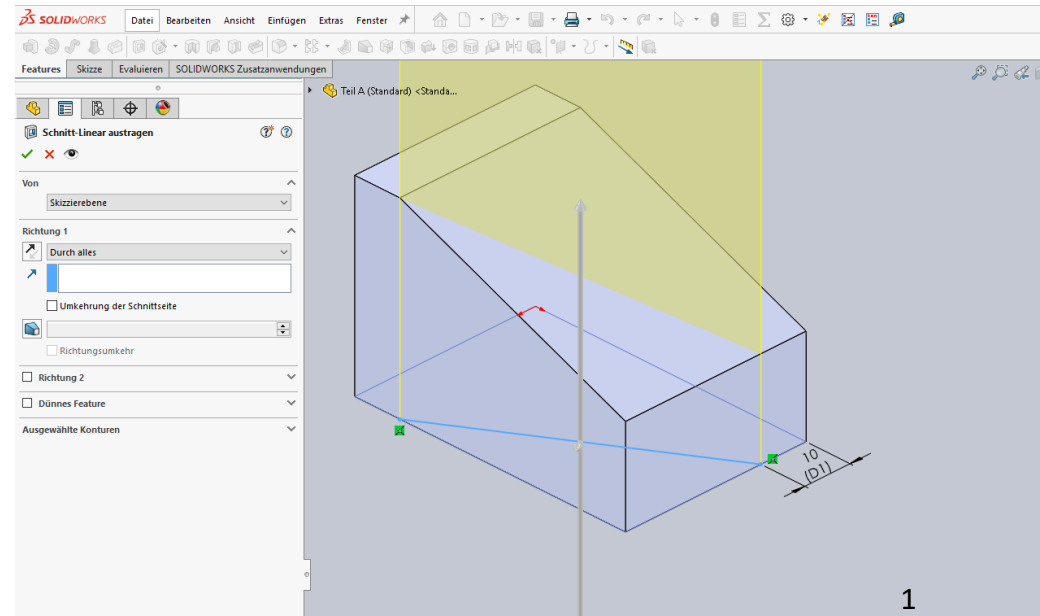 SOLIDWORKS Datei Bearbeiten Ansicht Einfügen Extras Fenster
Features Skizze Evaluieren SOLIDWORKS Zusatzanwendungen
Teil A (Standard) <Standa...
Schnitt-Linear austragen
Von
Skizzierebene
Richtung 1
Durch alles
Umkehrung der Schnittseite
Richtungsumkehr
Richtung 2
Dünnes Feature
Ausgewählte Konturen
10
(D1)
1